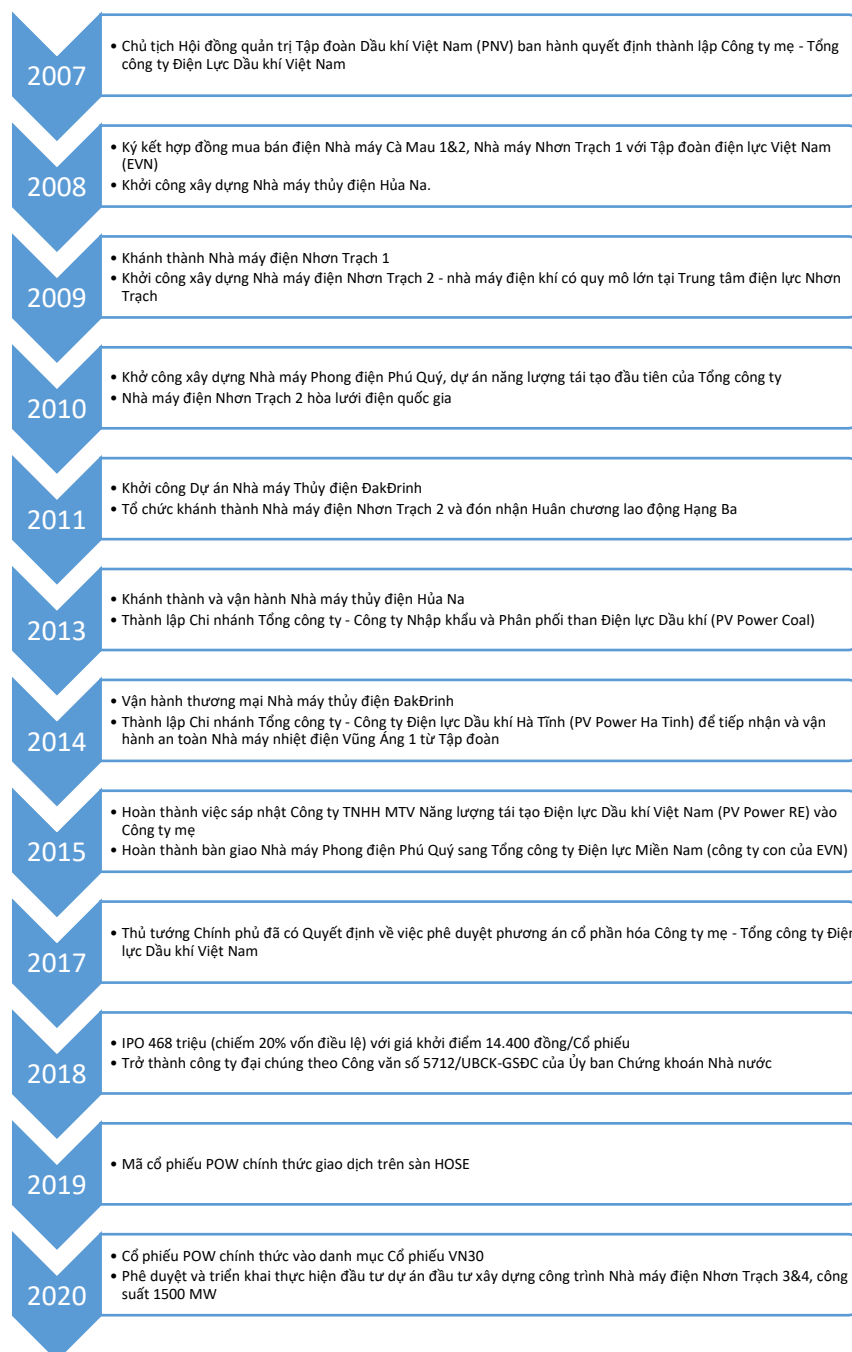 2007
• Chủ tịch Hội đồng quản trị Tập đoàn Dầu khí Việt Nam (PNV) ban hành quyết định thành lập Công ty mẹ - Tổng
công ty Điện Lực Dầu khí Việt Nam
2008
• Ký kết hợp đồng mua bán điện Nhà máy Cà Mau 1&2, Nhà máy Nhơn Trạch 1 với Tập đoàn điện lực Việt Nam
(EVN)
• Khởi công xây dựng Nhà máy thủy điện Hủa Na.
2009
• Khánh thành Nhà máy điện Nhơn Trạch 1
• Khởi công xây dựng Nhà máy điện Nhơn Trạch 2 - nhà máy điện khí có quy mô lớn tại Trung tâm điện lực Nhơn
Trạch
2010
• Khở công xây dựng Nhà máy Phong điện Phú Quý, dự án năng lượng tái tạo đầu tiên của Tổng công ty
• Nhà máy điện Nhơn Trạch 2 hòa lưới điện quốc gia
2011
• Khởi công Dự án Nhà máy Thủy điện ĐakĐrinh
• Tổ chức khánh thành Nhà máy điện Nhơn Trạch 2 và đón nhận Huân chương lao động Hạng Ba
2013
• Khánh thành và vận hành Nhà máy thủy điện Hủa Na
• Thành lập Chi nhánh Tổng công ty - Công ty Nhập khẩu và Phân phối than Điện lực Dầu khí (PV Power Coal)
2014
• Vận hành thương mại Nhà máy thủy điện ĐakĐrinh
• Thành lập Chi nhánh Tổng công ty - Công ty Điện lực Dầu khí Hà Tĩnh (PV Power Ha Tinh) để tiếp nhận và vận
hành an toàn Nhà máy nhiệt điện Vũng Áng 1 từ Tập đoàn
2015
• Hoàn thành việc sáp nhật Công ty TNHH MTV Năng lượng tái tạo Điện lực Dầu khí Việt Nam (PV Power RE) vào
Công ty mẹ
• Hoàn thành bàn giao Nhà máy Phong điện Phú Quý sang Tổng công ty Điện lực Miền Nam (công ty con của EVN)
2017
• Thủ tướng Chính phủ đã có Quyết định về việc phê duyệt phương án cổ phần hóa Công ty mẹ - Tổng công ty Điện
lực Dầu khí Việt Nam
2018
• IPO 468 triệu (chiếm 20% vốn điều lệ) với giá khởi điểm 14.400 đồng/Cổ phiếu
• Trở thành công ty đại chúng theo Công văn số 5712/UBCK-GSĐC của Ủy ban Chứng khoán Nhà nước
2019
• Mã cổ phiếu POW chính thức giao dịch trên sàn HOSE
2020
• Cổ phiếu POW chính thức vào danh mục Cổ phiếu VN30
• Phê duyệt và triển khai thực hiện đầu tư dự án đầu tư xây dựng công trình Nhà máy điện Nhơn Trạch 3&4, công
suất 1500 MW